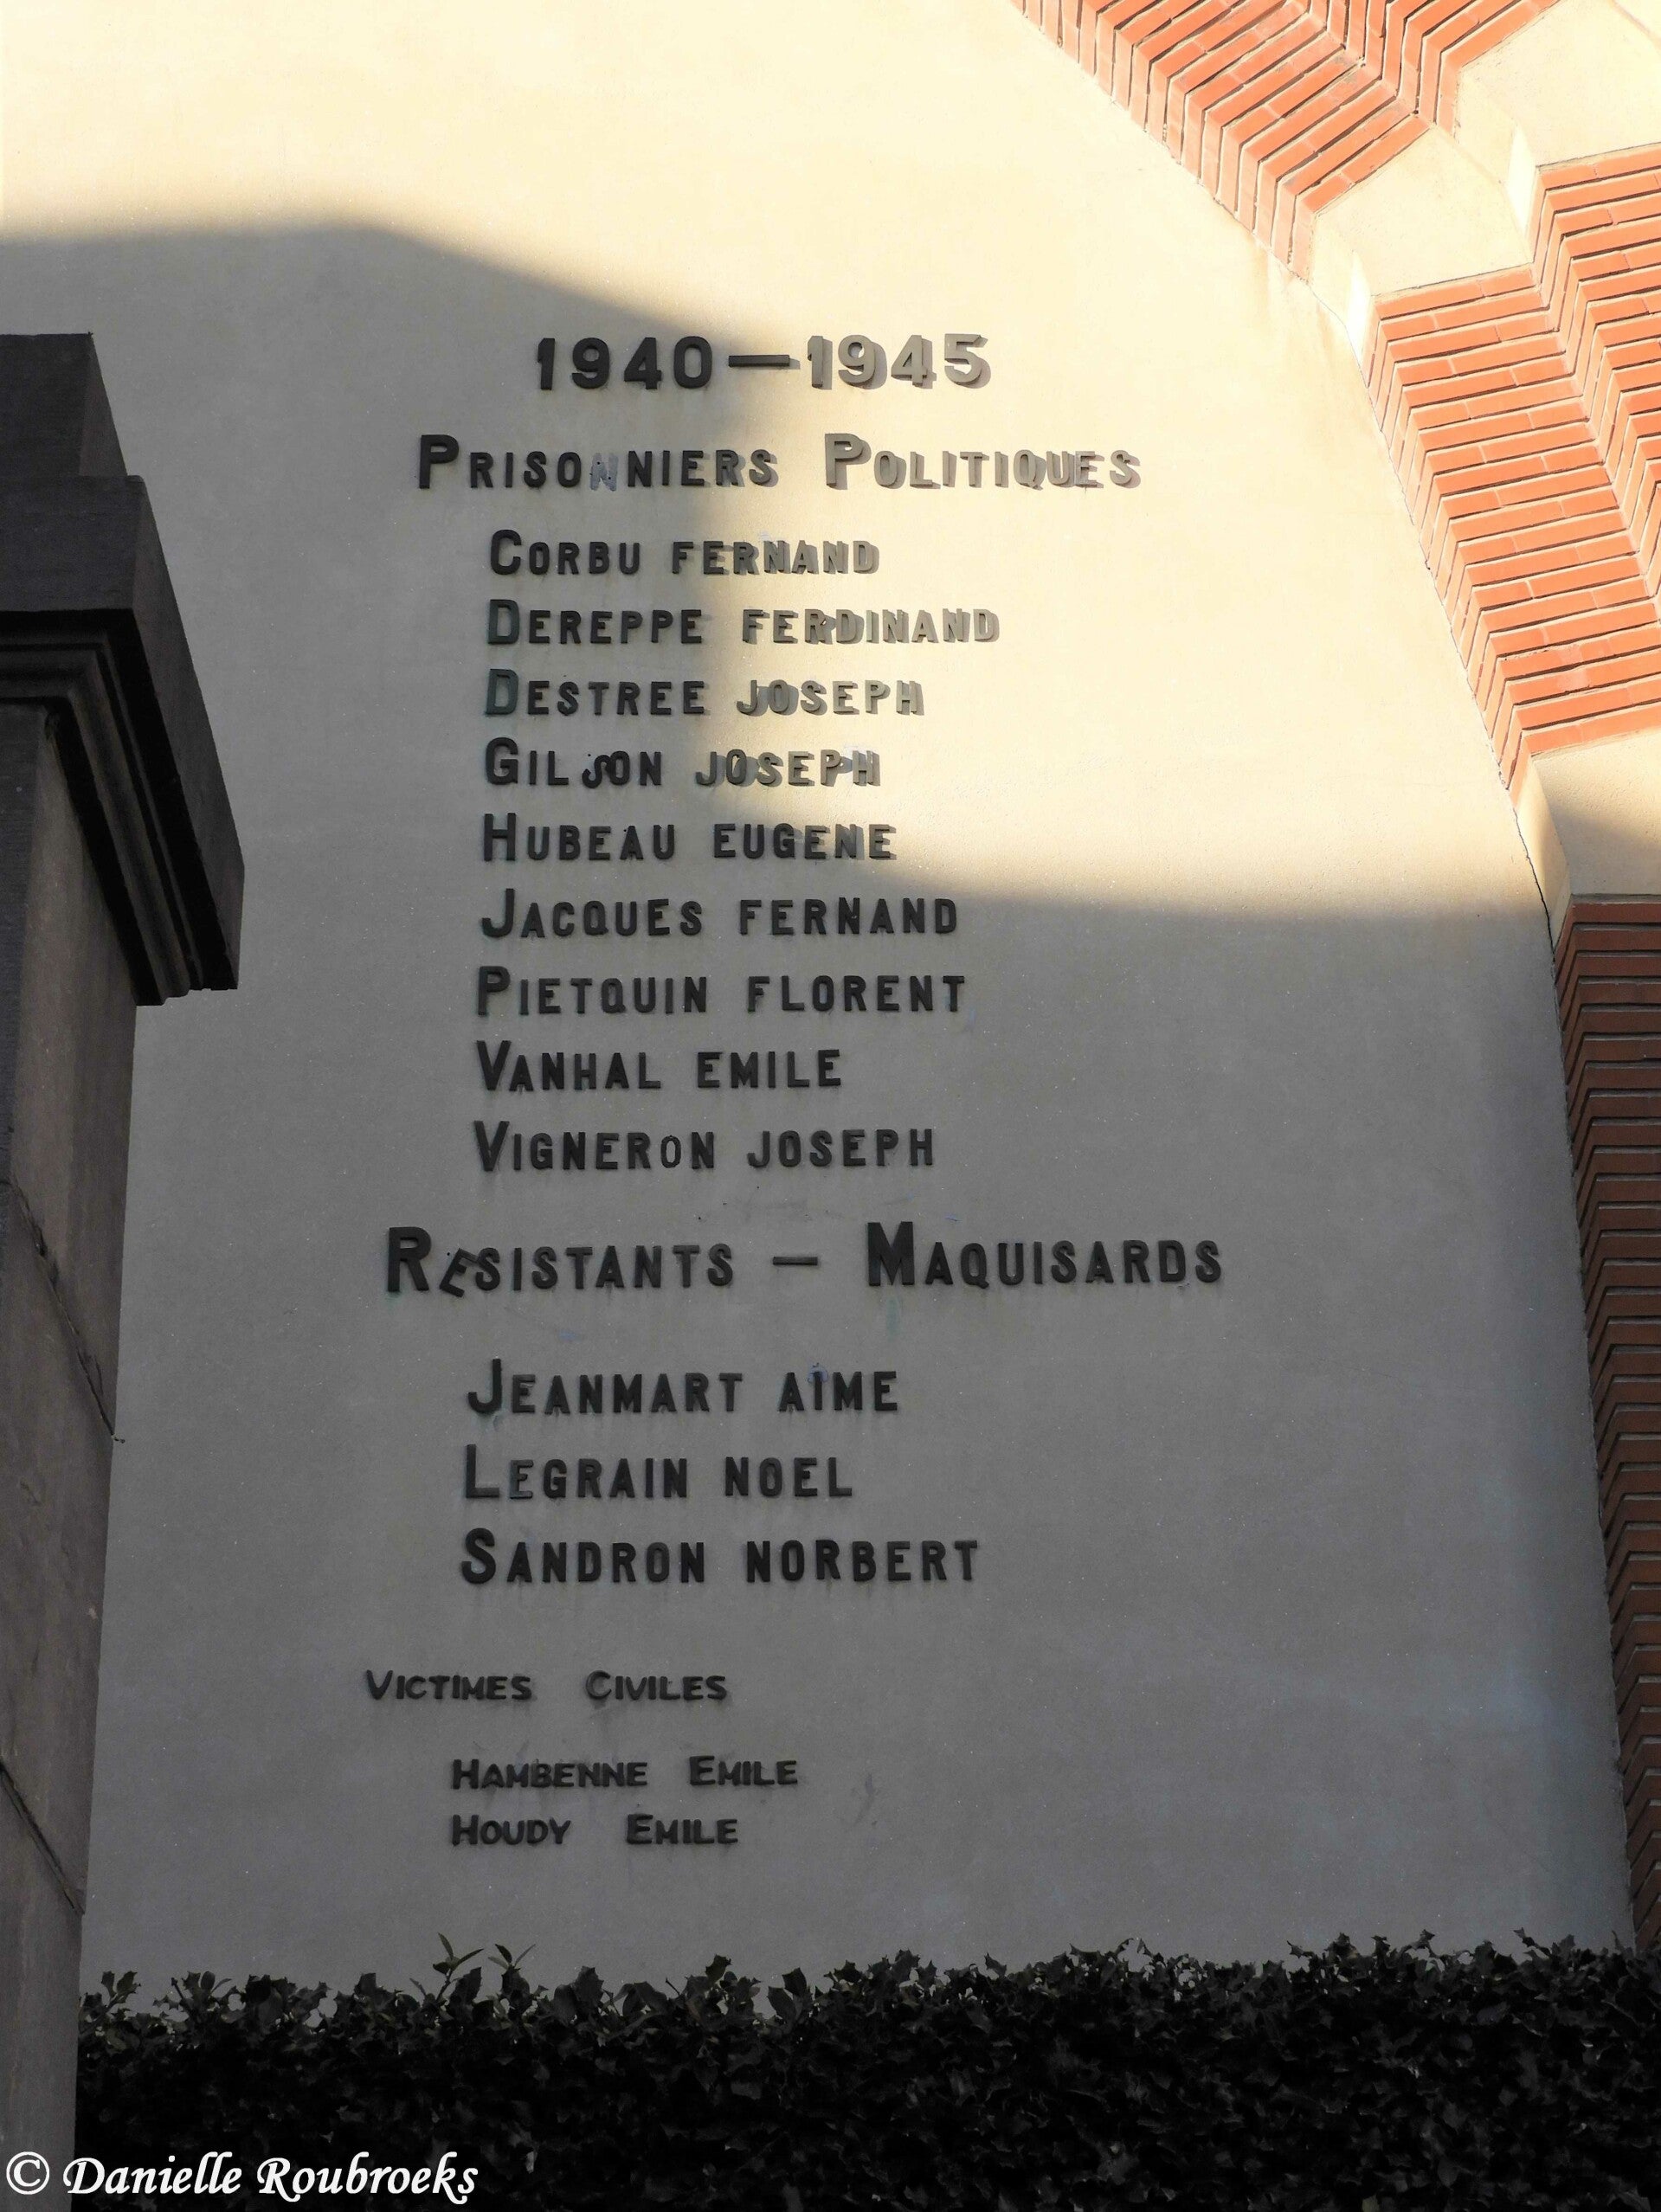 1940—1945
PRISONNIERS POLITIQUES
CORBU FERNAND
DEREPPE FERDINAND
DESTREE JOSEPH
GILSON JOSEPH
HUBEAU EUGENE
JACQUES FERNAND
PIETQUIN FLORENT
VANHAL EMILE
VIGNERON JOSEPH
RESISTANTS — MAQUISARDS
JEANMART AIME
LEGRAIN NOEL
SANDRON NORBERT
VICTIMES CIVILES
HAMBENNE EMILE
HOUDY EMILE
© Danielle Roubroeks